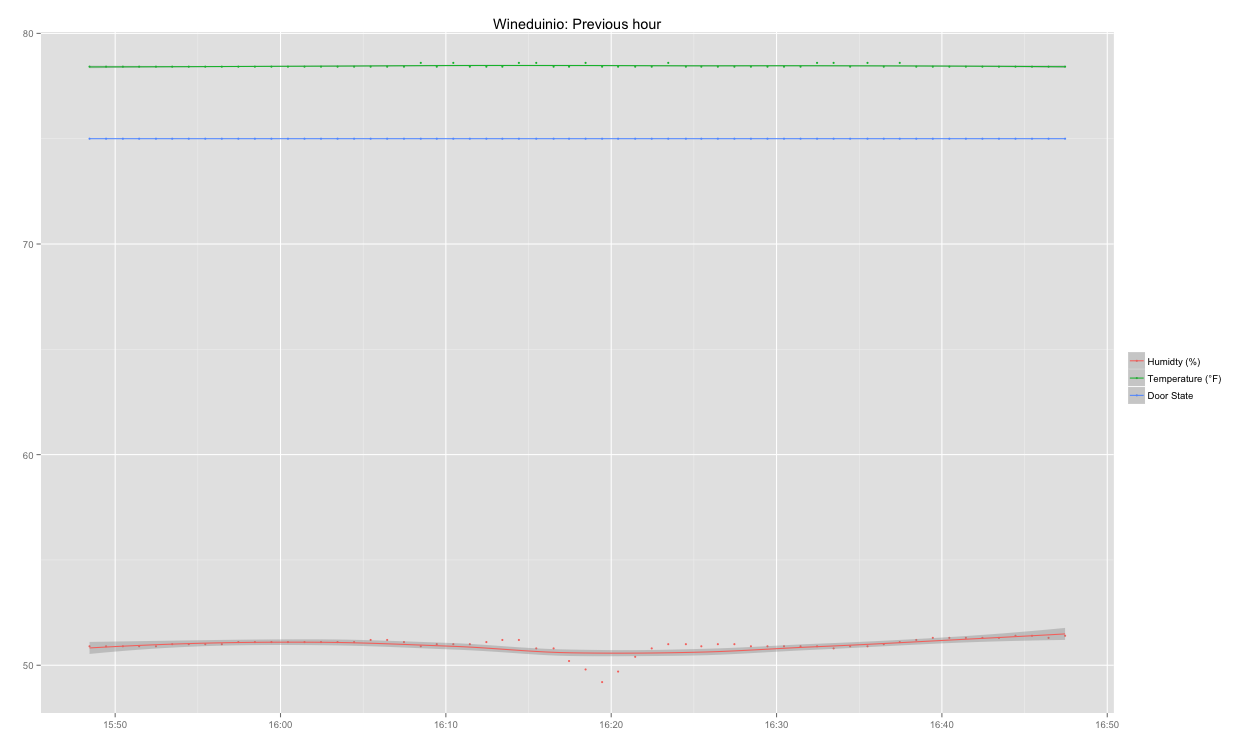 Wineduinio: Previous hour
80
70
60
50
15:50 16:00 16:10 16:20 16:30 16:40 16:50
Humidty (%)
Temperature (°F)
Door State